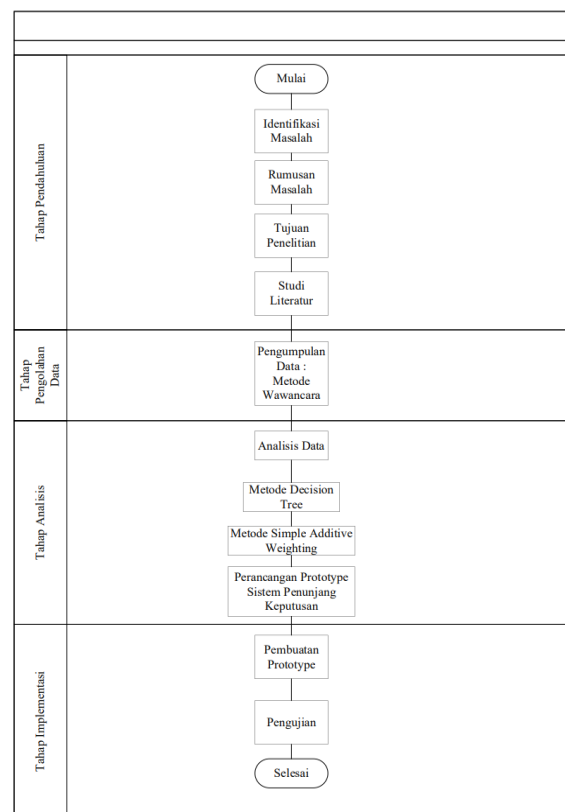 Tahap Pendahuluan
Mulai
Identifikasi
Masalah
Rumusan
Masalah
Tujuan
Penelitian
Studi
Literatur
Tahap
Pengolahan
Data
Pengumpulan
Data :
Metode
Wawancara
Tahap Analisis
Analisis Data
Metode Decision
Tree
Metode Simple Additive
Weighting
Perancangan Prototype
Sistem Penunjang
Keputusan
Tahap Implementasi
Pembuatan
Prototype
Pengujian
Selesai